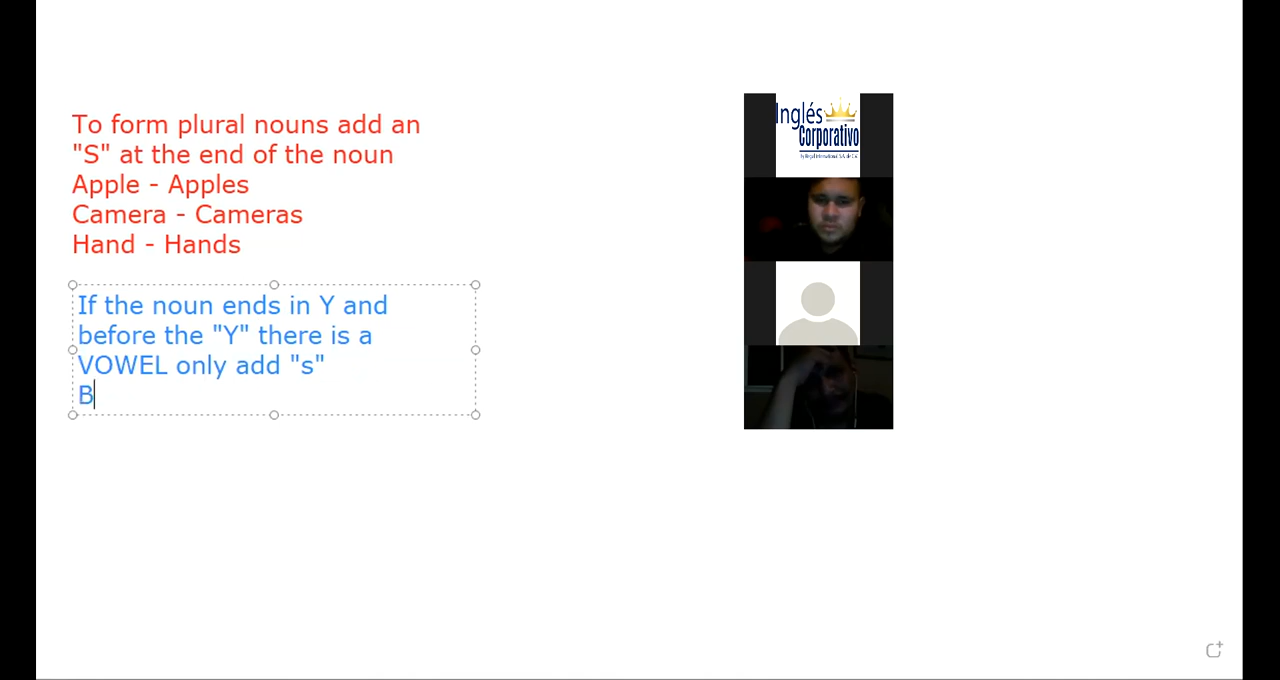 To form plural nouns add an
"S" at the end of the noun
Apple - Apples
Camera - Cameras
Hand - Hands
If the noun ends in Y and
before the "Y" there is a
VOWEL only add "s"
B
Inglés
Corporativo